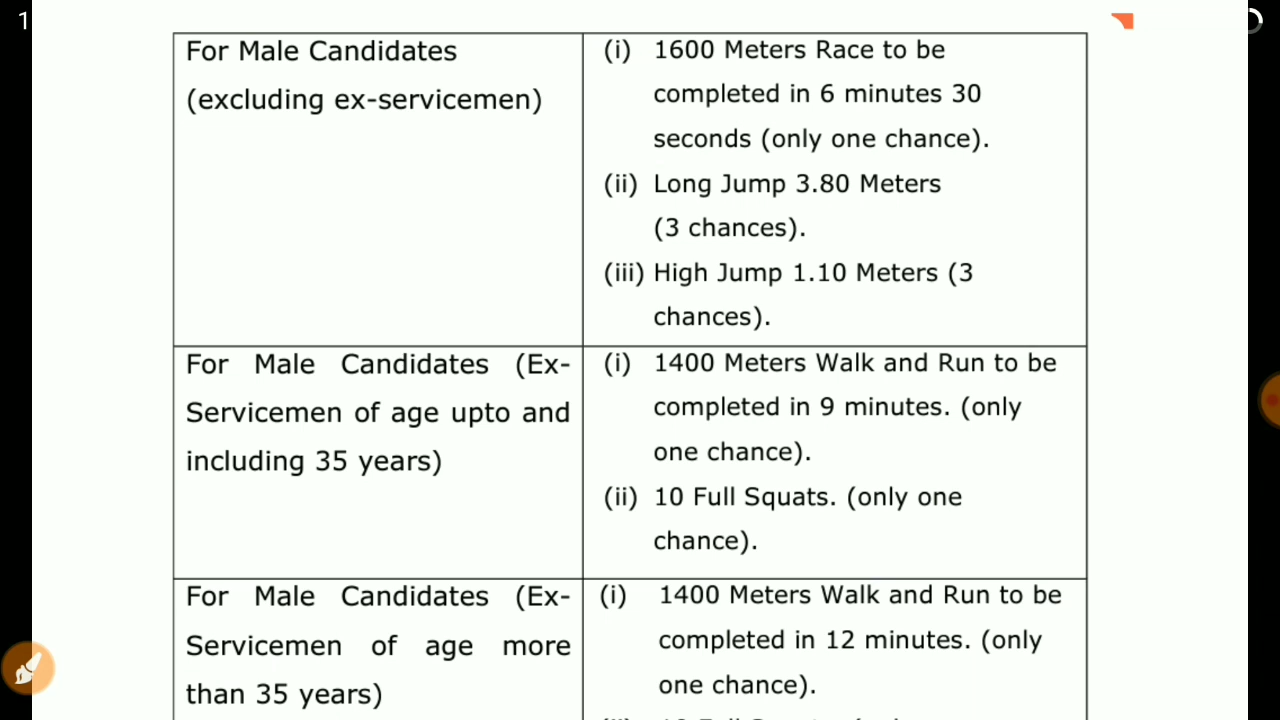 1
For Male Candidates
(excluding ex-servicemen)
(i) 1600 Meters Race to be
completed in 6 minutes 30
seconds (only one chance).
(ii) Long Jump 3.80 Meters
(3 chances).
(iii) High Jump 1.10 Meters (3
chances).
For Male Candidates (Ex-
Servicemen of age upto and
including 35 years)
(i) 1400 Meters Walk and Run to be
completed in 9 minutes. (only
one chance).
(ii) 10 Full Squats. (only one
chance).
For Male Candidates (Ex-
Servicemen of age more
than 35 years)
(i) 1400 Meters Walk and Run to be
completed in 12 minutes. (only
one chance).